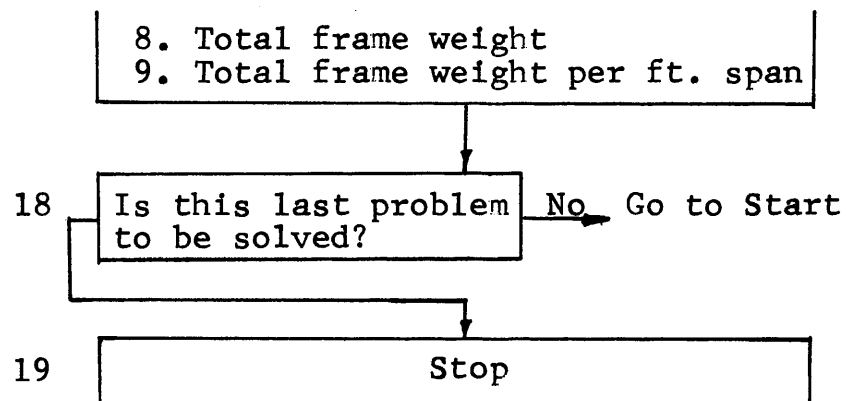 8. Total frame weight
9. Total frame weight per ft. span
18 Is this last problem No Go to Start
to be solved?
19 Stop